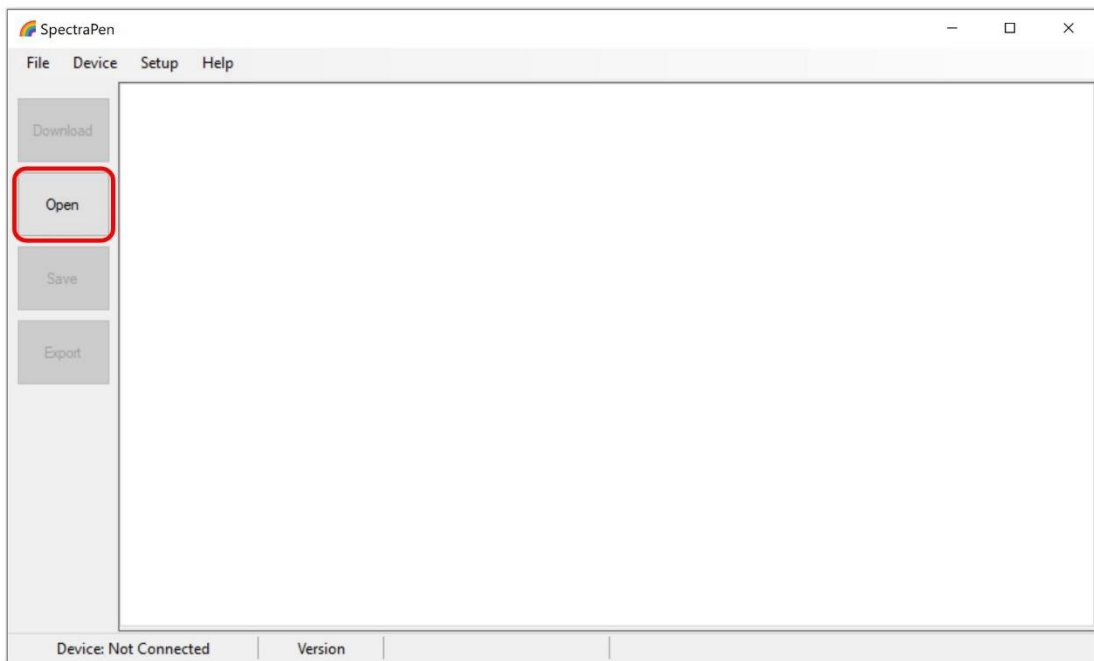 SpectraPen
File Device Setup Help
Download
Open
Save
Export
Device: Not Connected Version